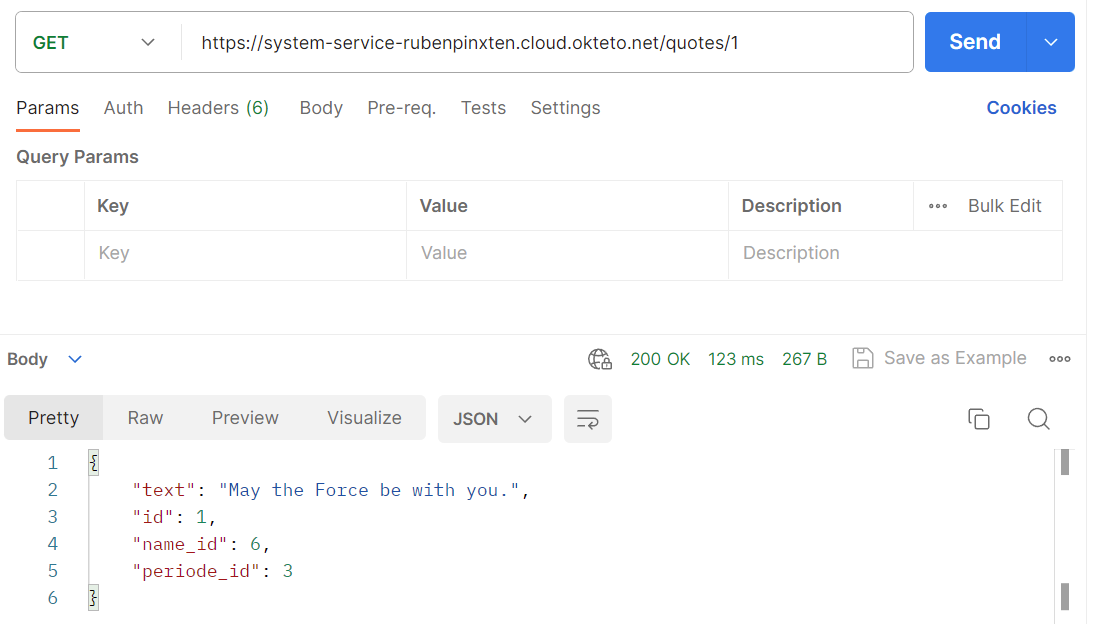 GET https://system-service-rubenpinxten.cloud.okteto.net/quotes/1 Send
Params Auth Headers (6) Body Pre-req. Tests Settings Cookies
Query Params
Key Value Description Bulk Edit
Key Value Description
Body 200 OK 123 ms 267 B Save as Example
Pretty Raw Preview Visualize JSON
1 {
2 "text": "May the Force be with you.",
3 "id": 1,
4 "name_id": 6,
5 "periode_id": 3
6 }